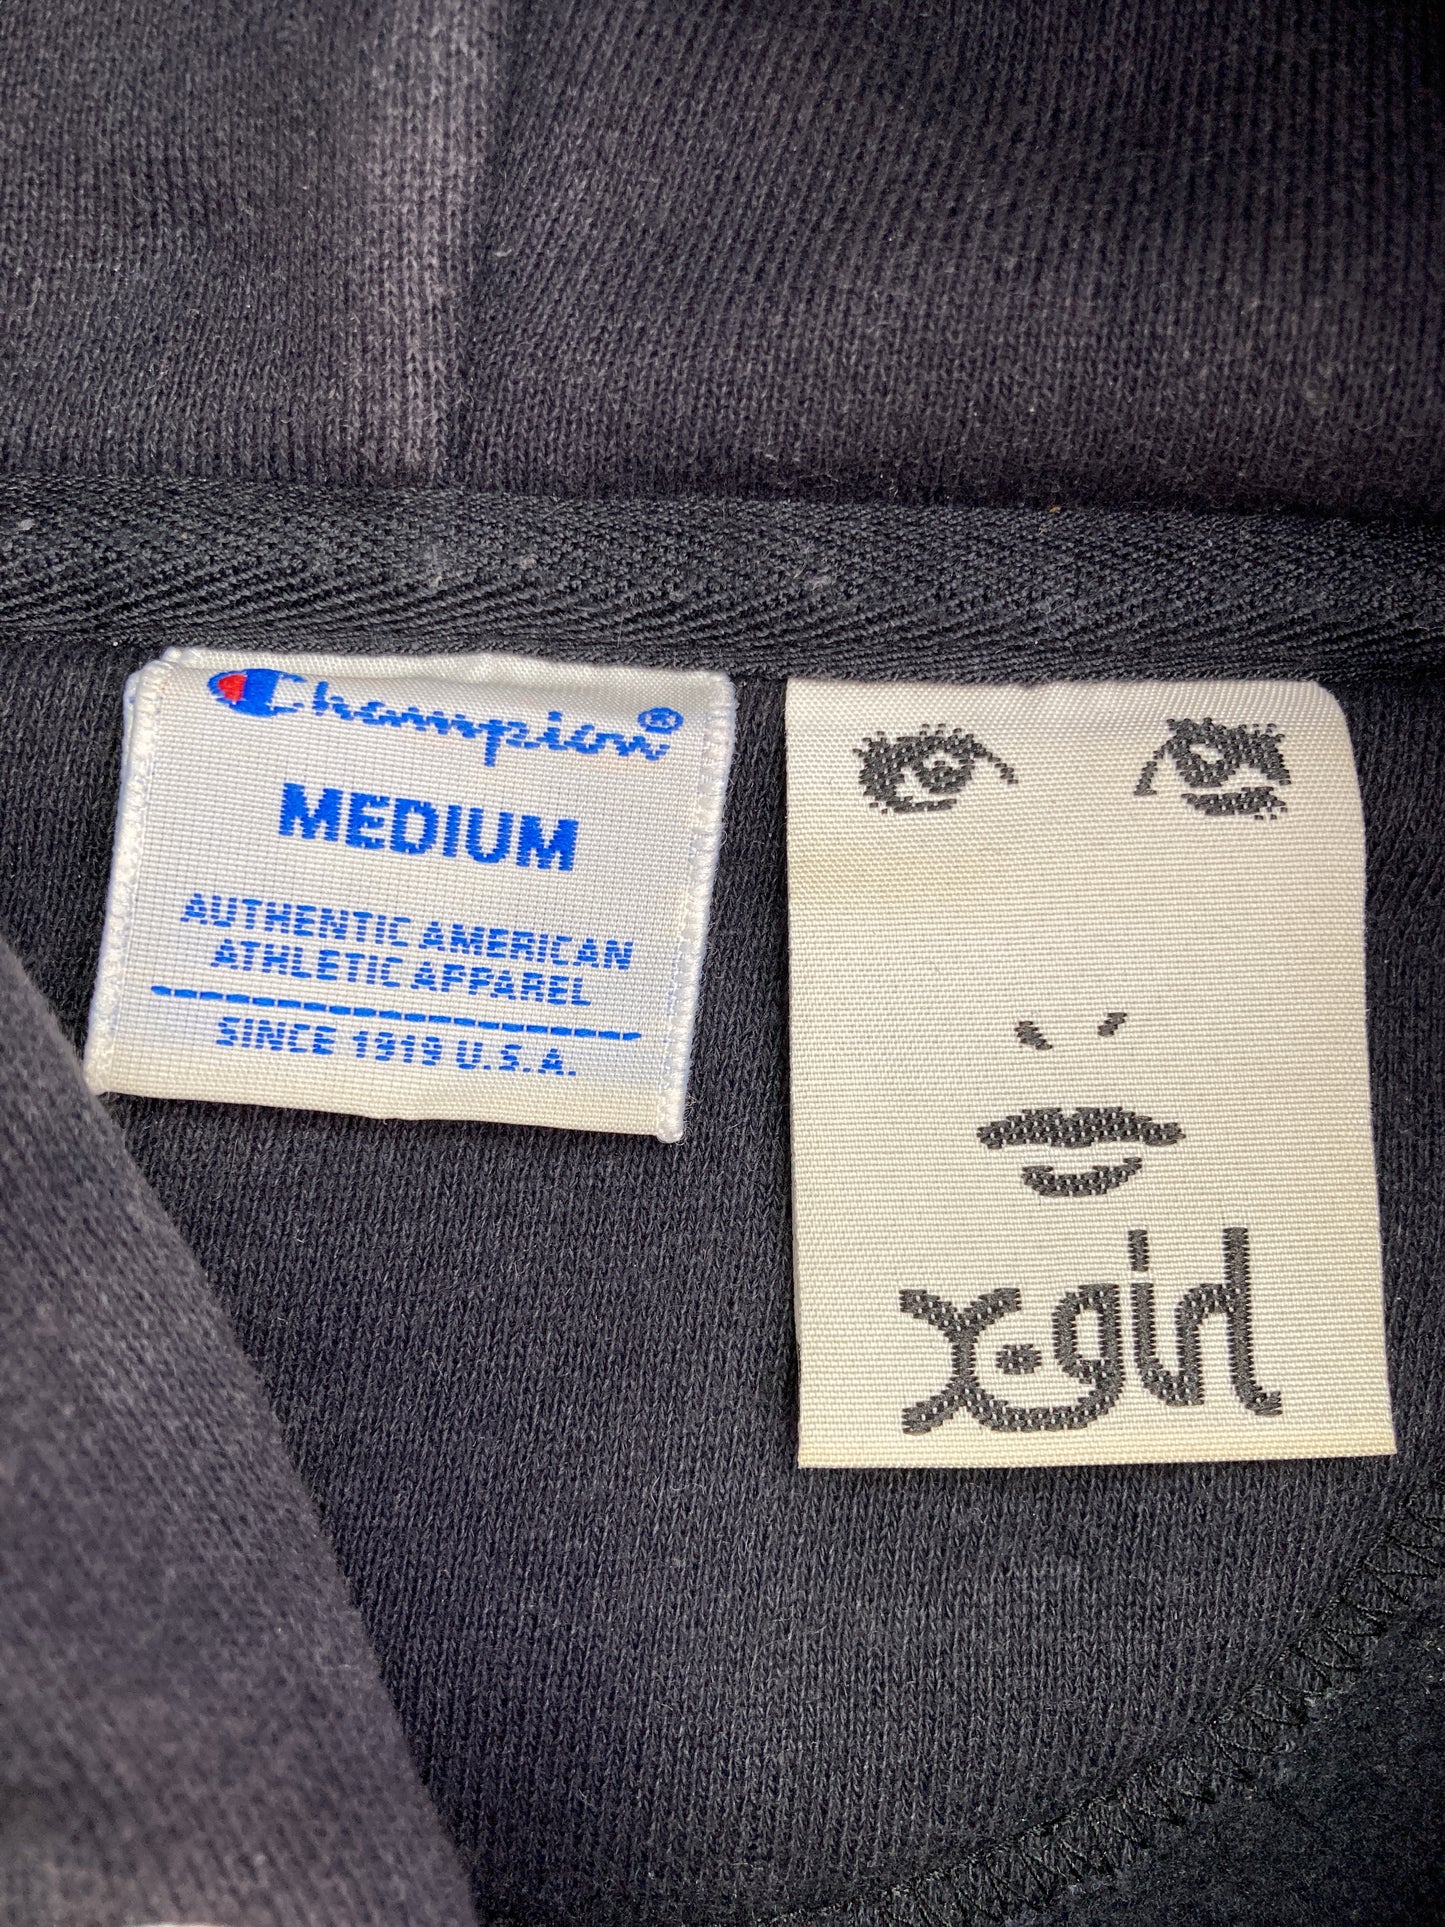 Champion®
MEDIUM
AUTHENTIC AMERICAN
ATHLETIC APPAREL
SINCE 1919 U.S.A.
x-girl